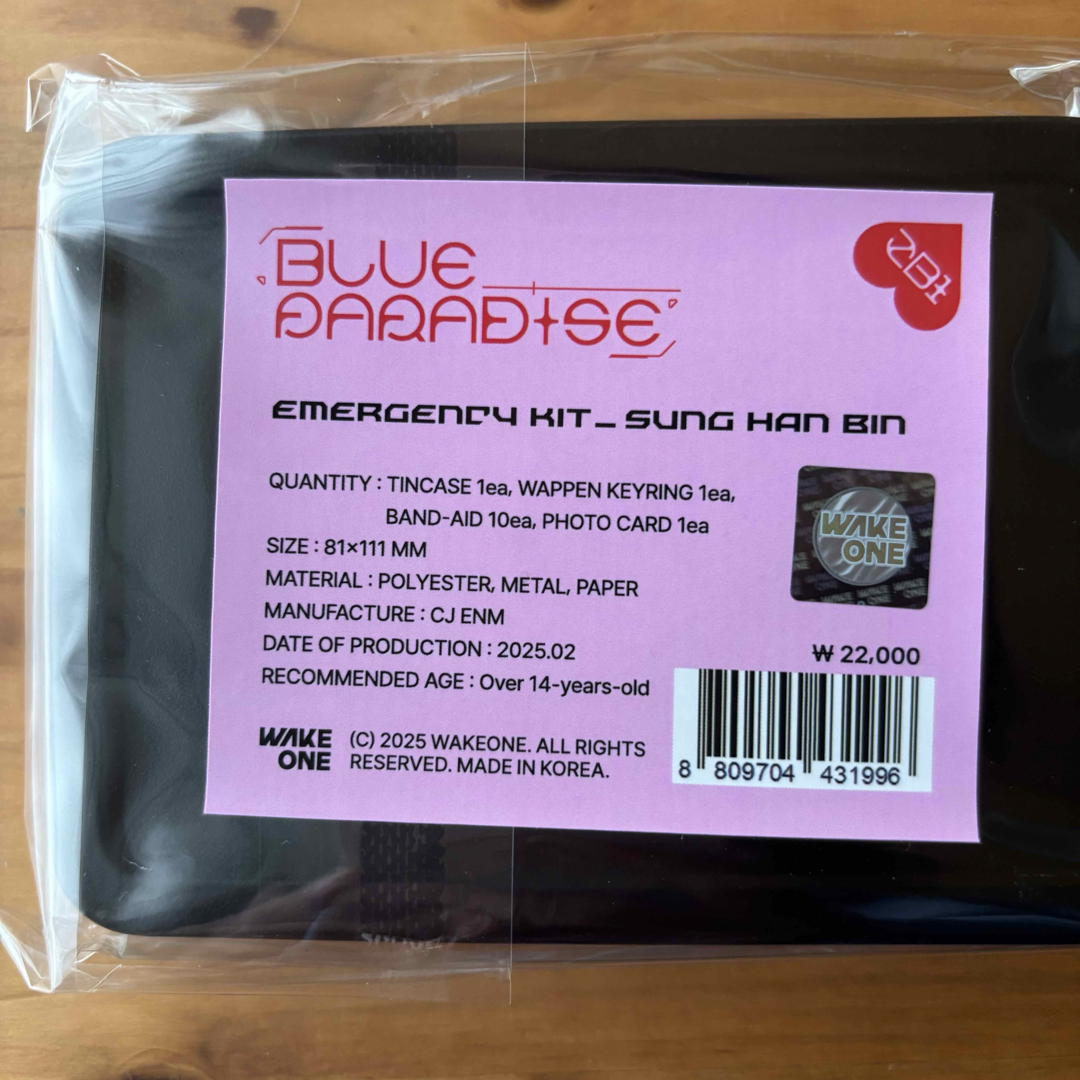 BLUE
PARADISE
ZB1
EMERGENCY KIT_SUNG HAN BIN
QUANTITY : TINCASE 1ea, WAPPEN KEYRING 1ea,
BAND-AID 10ea, PHOTO CARD 1ea
SIZE : 81×111 MM
MATERIAL : POLYESTER, METAL, PAPER
MANUFACTURE : CJ ENM
DATE OF PRODUCTION : 2025.02
RECOMMENDED AGE : Over 14-years-old
WAKE
ONE
₩ 22,000
WAKE
ONE
(C) 2025 WAKEONE. ALL RIGHTS
RESERVED. MADE IN KOREA.
8 809704 431996